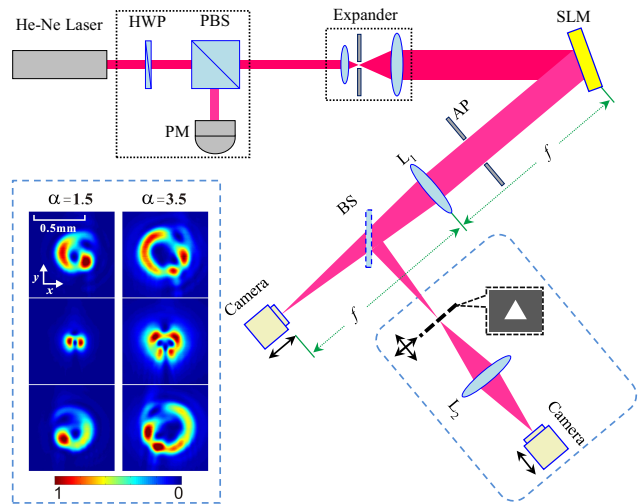 He-Ne Laser
HWP
PBS
Expander
SLM
PM
AP
L1
f
BS
Camera
f
L2
Camera
α=1.5
α=3.5
0.5mm
y
x
1
0